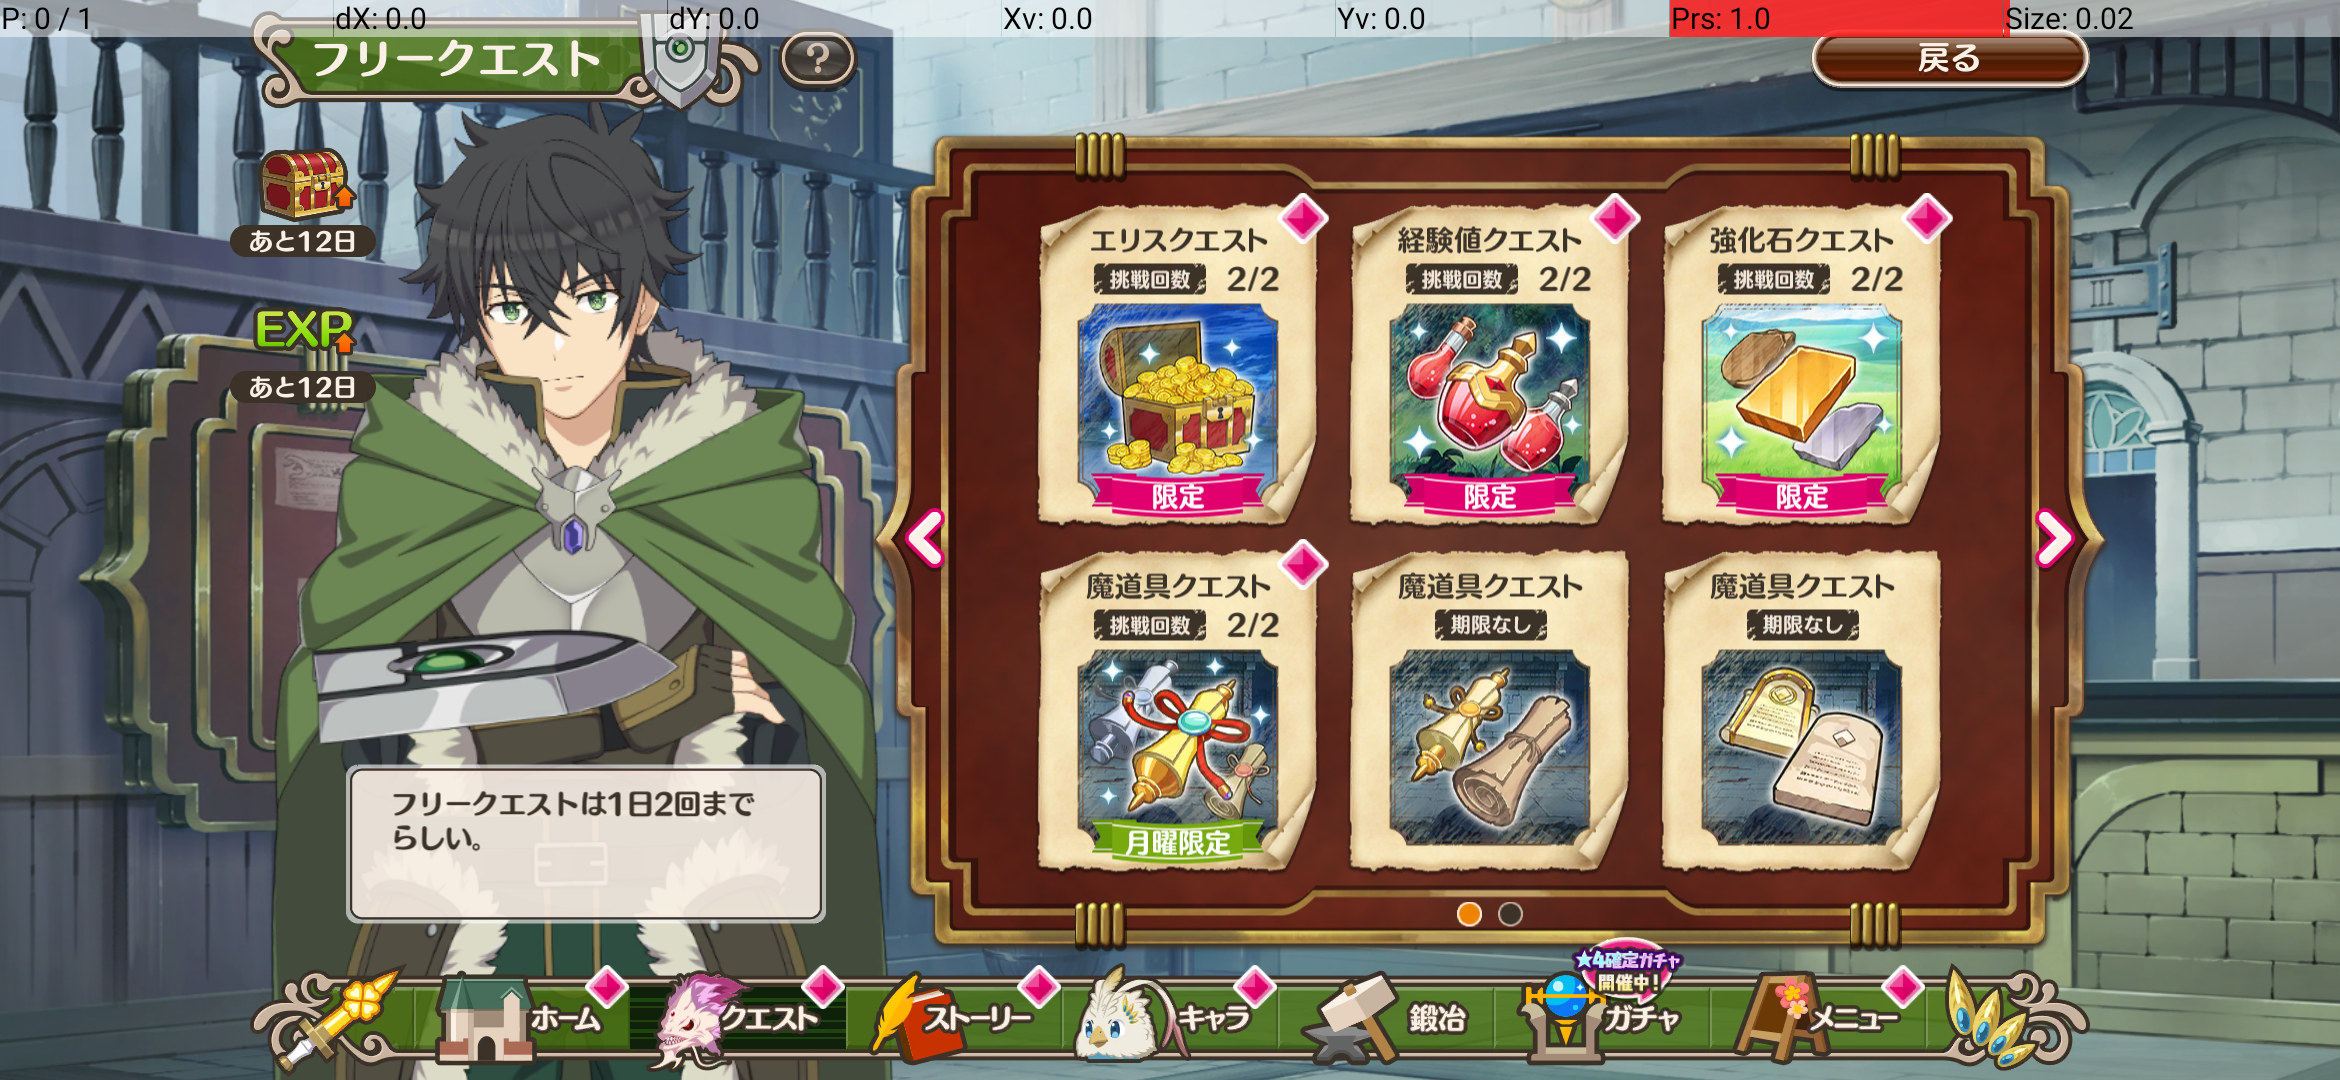 P: 0 / 1
dX: 0.0
dY: 0.0
Xv: 0.0
Yv: 0.0
Prs: 1.0
Size: 0.02
フリークエスト
?
戻る
あと12日
EXP
あと12日
エリスクエスト
挑戦回数 2/2
限定
経験値クエスト
挑戦回数 2/2
限定
強化石クエスト
挑戦回数 2/2
限定
魔道具クエスト
挑戦回数 2/2
月曜限定
魔道具クエスト
期限なし
魔道具クエスト
期限なし
フリークエストは1日2回まで
らしい。
ホーム
クエスト
ストーリー
キャラ
鍛冶
★4確定ガチャ
開催中!
ガチャ
メニュー